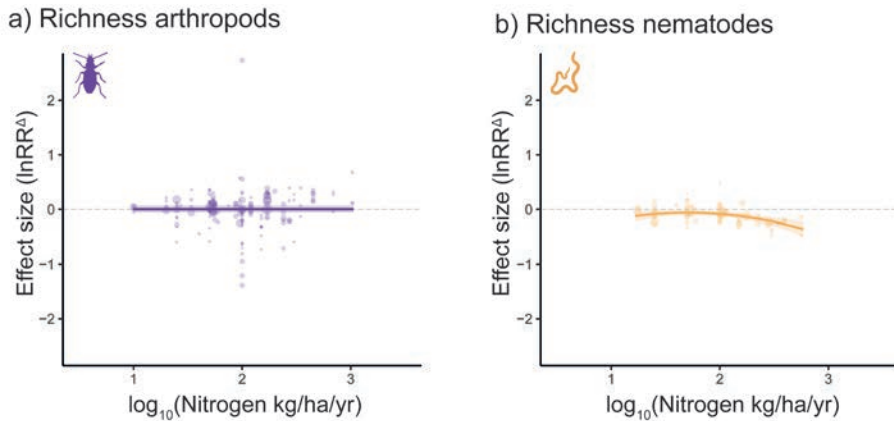 a) Richness arthropods
Effect size (lnRR^Δ)
2
1
0
−1
−2
1
2
3
log₁₀(Nitrogen kg/ha/yr)
b) Richness nematodes
Effect size (lnRR^Δ)
2
1
0
−1
−2
1
2
3
log₁₀(Nitrogen kg/ha/yr)